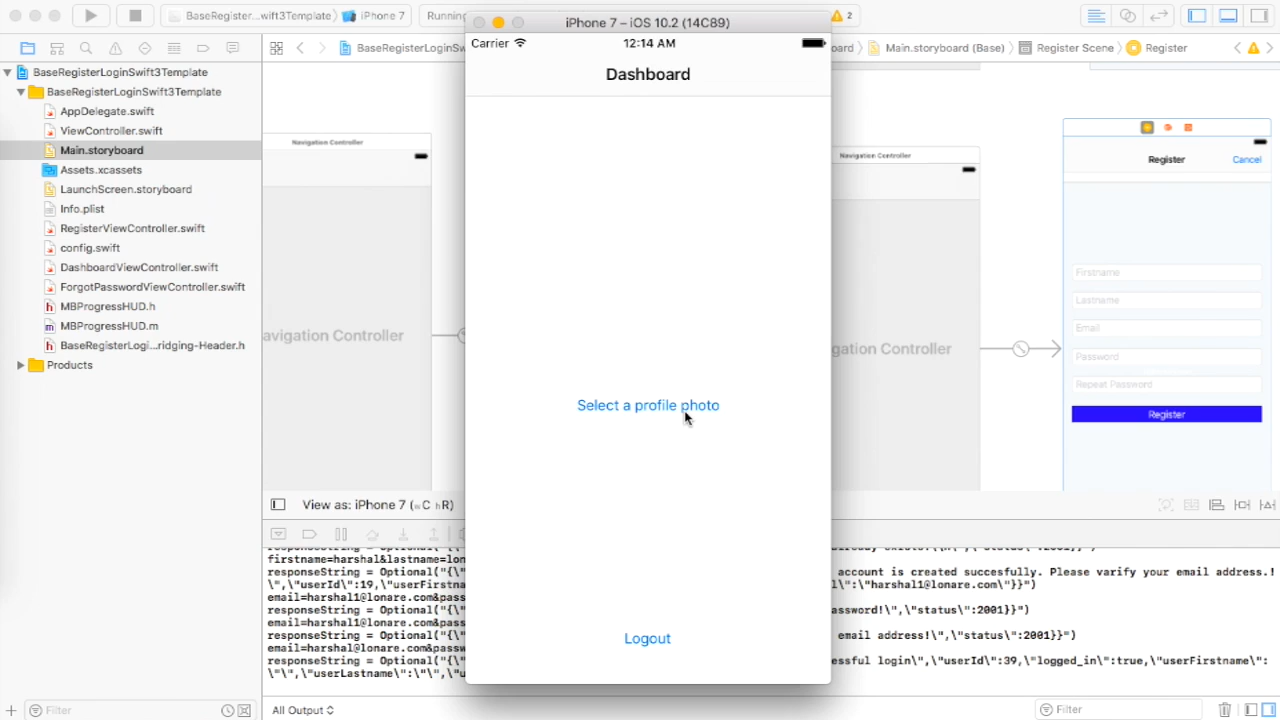 BaseRegister...wift3Template) 〉 iPhone 7
Running
2
iPhone 7 – iOS 10.2 (14C89)
BaseRegisterLoginSw
Main.storyboard (Base) 〉 Register Scene 〉 Register
Carrier
12:14 AM
Dashboard
BaseRegisterLoginSwift3Template
BaseRegisterLoginSwift3Template
AppDelegate.swift
ViewController.swift
Main.storyboard
Assets.xcassets
LaunchScreen.storyboard
Info.plist
RegisterViewController.swift
config.swift
DashboardViewController.swift
ForgotPasswordViewController.swift
MBProgressHUD.h
MBProgressHUD.m
BaseRegisterLogi...ridging-Header.h
Products
Navigation Controller
avigation Controller
Navigation Controller
gation Controller
Register
Cancel
Firstname
Lastname
Email
Password
Repeat Password
Register
Select a profile photo
Logout
View as: iPhone 7 (
C
R)
already exists!
\"status\":2001}}")
firstname=harshal&lastname=lon
responseString = Optional("{\
account is created succesfully. Please varify your email address.!
\",\"userId\":19,\"userFirstna
l\":\"harshal1@lonare.com\"}}")
email=harshal1@lonare.com&pass
responseString = Optional("{\
assword!\",\"status\":2001}}")
email=harshal1@lonare.com&pass
responseString = Optional("{\
email address!\",\"status\":2001}}")
email=harshal@lonare.com&passw
responseString = Optional("{\
ssful login\",\"userId\":39,\"logged_in\":true,\"userFirstname\":
\"\",\"userLastname\":\"\",\"u
Filter
All Output
Filter